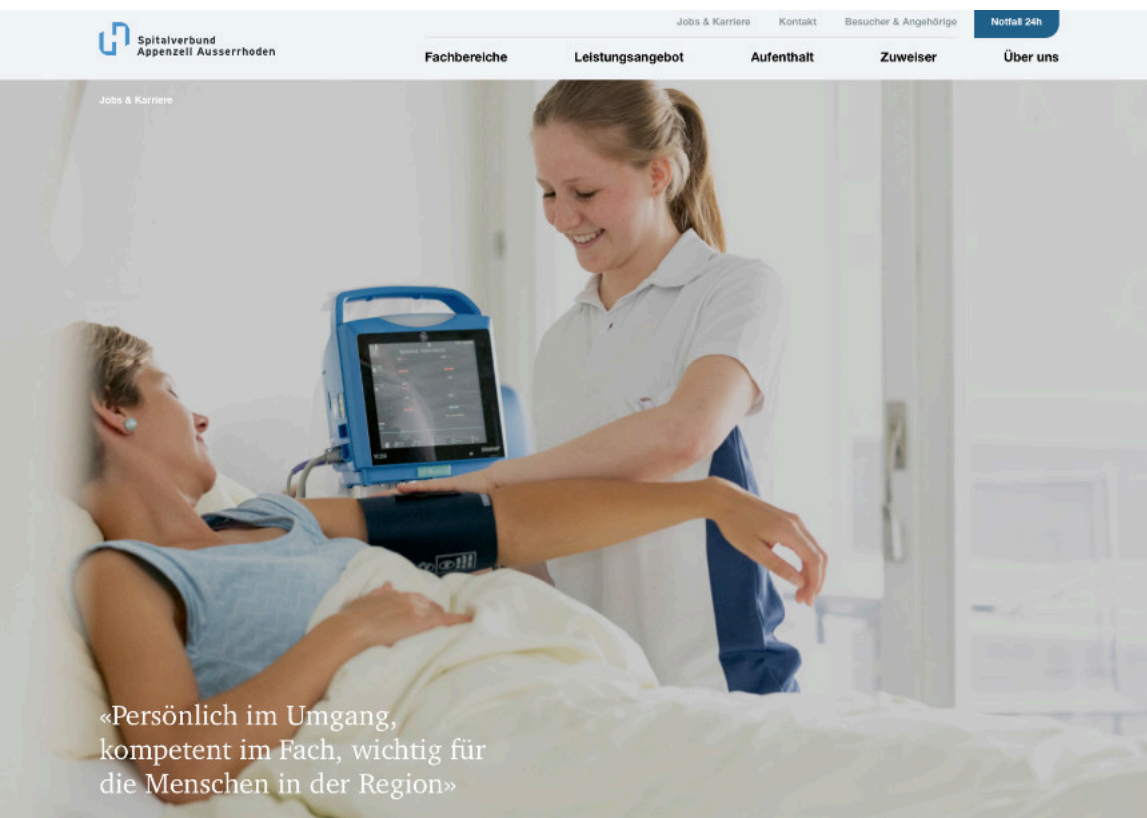 Spitalverbund
Appenzell Ausserrhoden
Jobs & Karriere Kontakt Besucher & Angehörige Notfall 24h
Fachbereiche Leistungsangebot Aufenthalt Zuweiser Über uns
Jobs & Karriere
«Persönlich im Umgang,
kompetent im Fach, wichtig für
die Menschen in der Region»